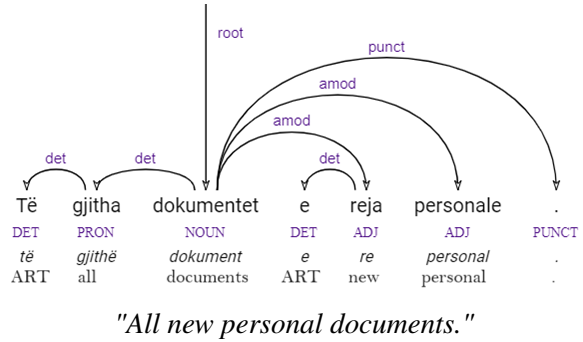 root
punct
amod
amod
det det det
Të gjitha dokumentet e reja personale .
DET PRON NOUN DET ADJ ADJ PUNCT
të gjithë dokument e re personal .
ART all documents ART new personal .
"All new personal documents."